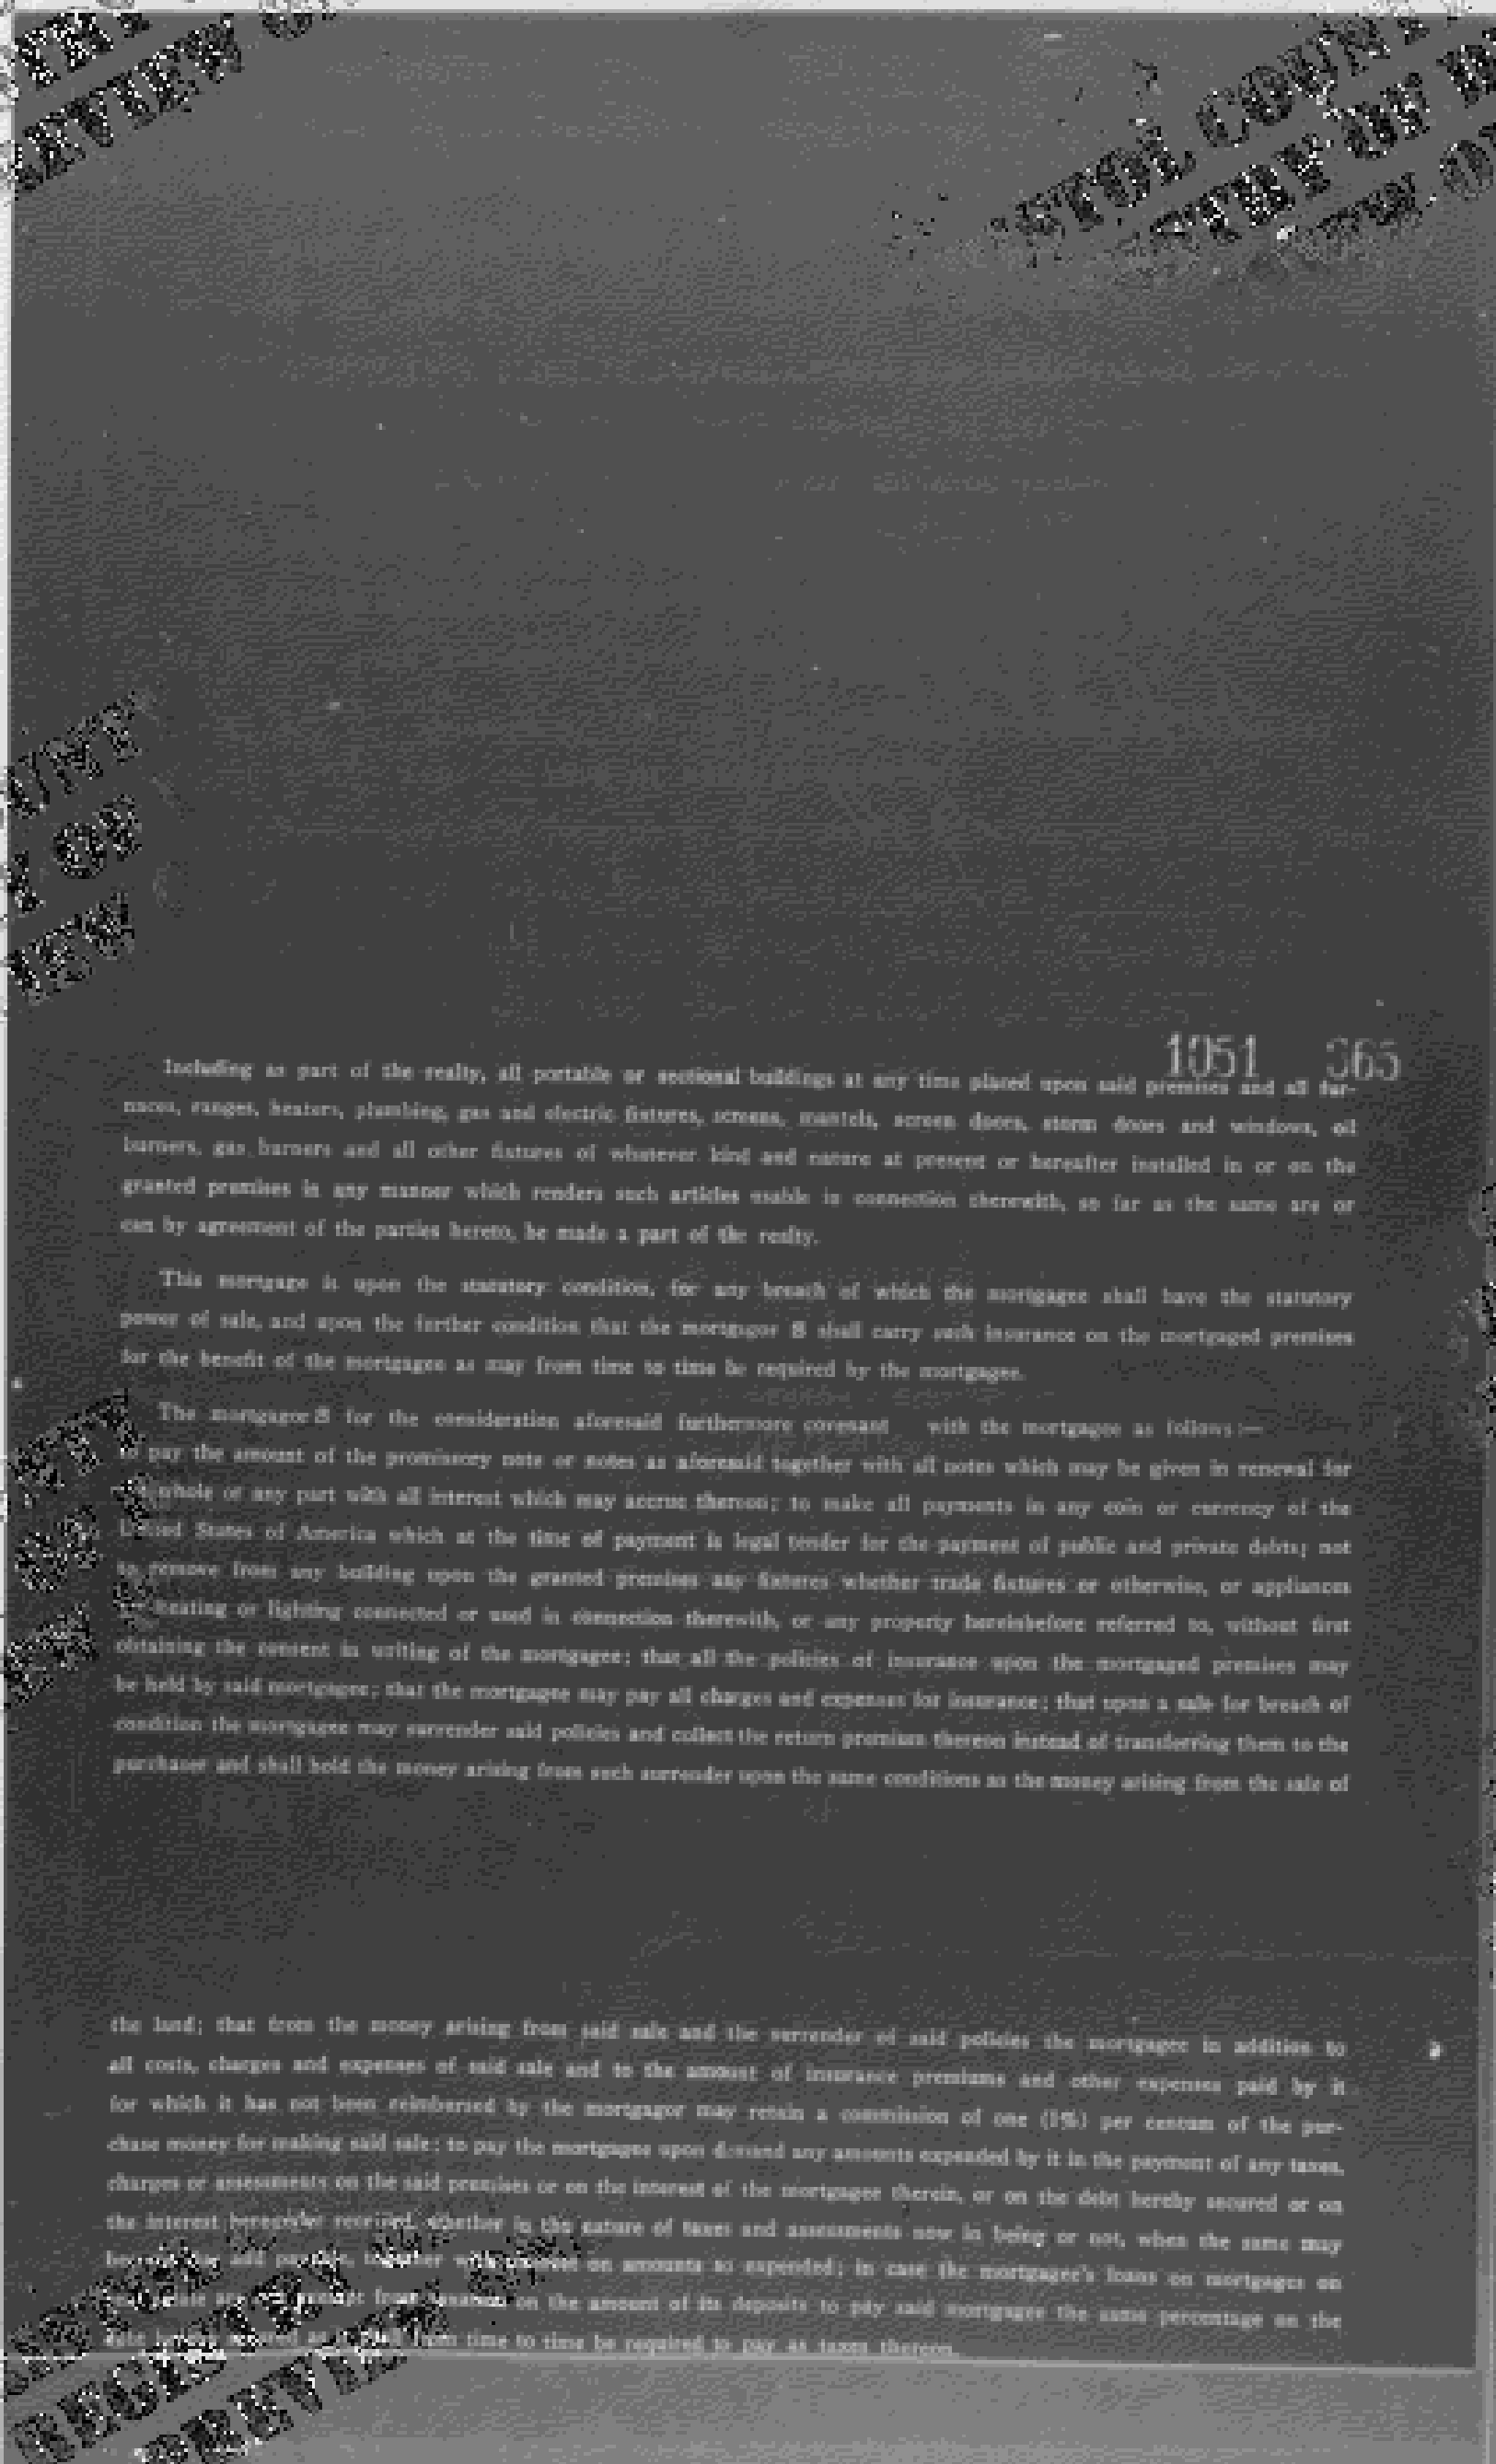 1051 365
Including as part of the realty, all portable or sectional buildings at any time placed upon said premises and all fur-
naces, ranges, heaters, plumbing, gas and electric fixtures, screens, mantels, screen doors, storm doors and windows, oil
burners, gas burners and all other fixtures of whatever kind and nature at present or hereafter installed in or on the
granted premises in any manner which renders such articles usable in connection therewith, so far as the same are or
can by agreement of the parties hereto, be made a part of the realty.
This mortgage is upon the statutory condition, for any breach of which the mortgagee shall have the statutory
power of sale, and upon the further condition that the mortgagor s shall carry such insurance on the mortgaged premises
for the benefit of the mortgagee as may from time to time be required by the mortgagee.
The mortgagor s for the consideration aforesaid furthermore covenant with the mortgagee as follows:—
to pay the amount of the promissory note or notes as aforesaid together with all notes which may be given in renewal for
whole or any part with all interest which may accrue thereon; to make all payments in any coin or currency of the
United States of America which at the time of payment is legal tender for the payment of public and private debts; not
to remove from any building upon the granted premises any fixtures whether trade fixtures or otherwise, or appliances
heating or lighting connected or used in connection therewith, or any property hereinbefore referred to, without first
obtaining the consent in writing of the mortgagee; that all the policies of insurance upon the mortgaged premises may
be held by said mortgagee; that the mortgagee may pay all charges and expenses for insurance; that upon a sale for breach of
condition the mortgagee may surrender said policies and collect the return premium thereon instead of transferring them to the
purchaser and shall hold the money arising from such surrender upon the same conditions as the money arising from the sale of
the land; that from the money arising from said sale and the surrender of said policies the mortgagee in addition to
all costs, charges and expenses of said sale and to the amount of insurance premiums and other expenses paid by it
for which it has not been reimbursed by the mortgagor may retain a commission of one (1%) per centum of the pur-
chase money for making said sale; to pay the mortgagee upon demand any amounts expended by it in the payment of any taxes,
charges or assessments on the said premises or on the interest of the mortgagee therein, or on the debt hereby secured or on
the interest hereunder received, whether in the nature of taxes and assessments now in being or not, when the same may
become due and payable, together with interest on amounts so expended; in case the mortgagee's loans on mortgages on
exempt from taxation on the amount of its deposits to pay said mortgagee the same percentage on the
from time to time be required to pay as taxes thereon.